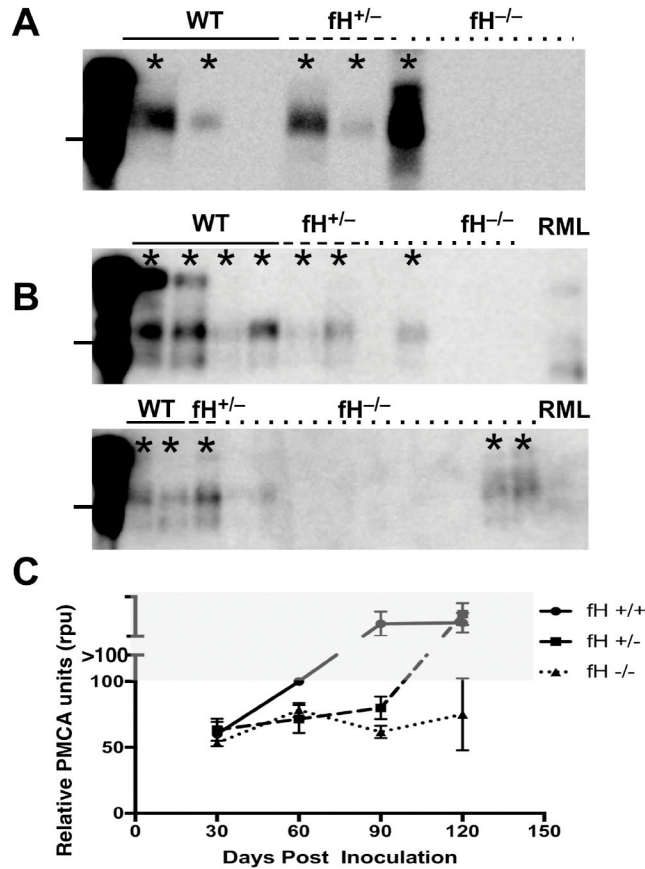 A
WT fH+/– fH–/–
* * * * *
B
WT fH+/– fH–/– RML
* * * * * * *
WT fH+/– fH–/– RML
* * * * *
C
Relative PMCA units (rpu)
>100
100
50
0
0 30 60 90 120 150
Days Post Inoculation
fH +/+
fH +/-
fH -/-